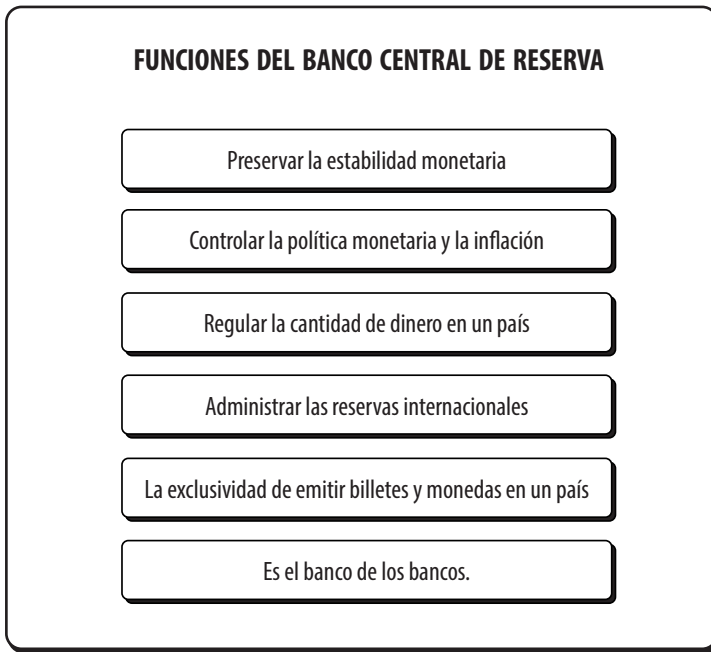 FUNCIONES DEL BANCO CENTRAL DE RESERVA
Preservar la estabilidad monetaria
Controlar la política monetaria y la inflación
Regular la cantidad de dinero en un país
Administrar las reservas internacionales
La exclusividad de emitir billetes y monedas en un país
Es el banco de los bancos.